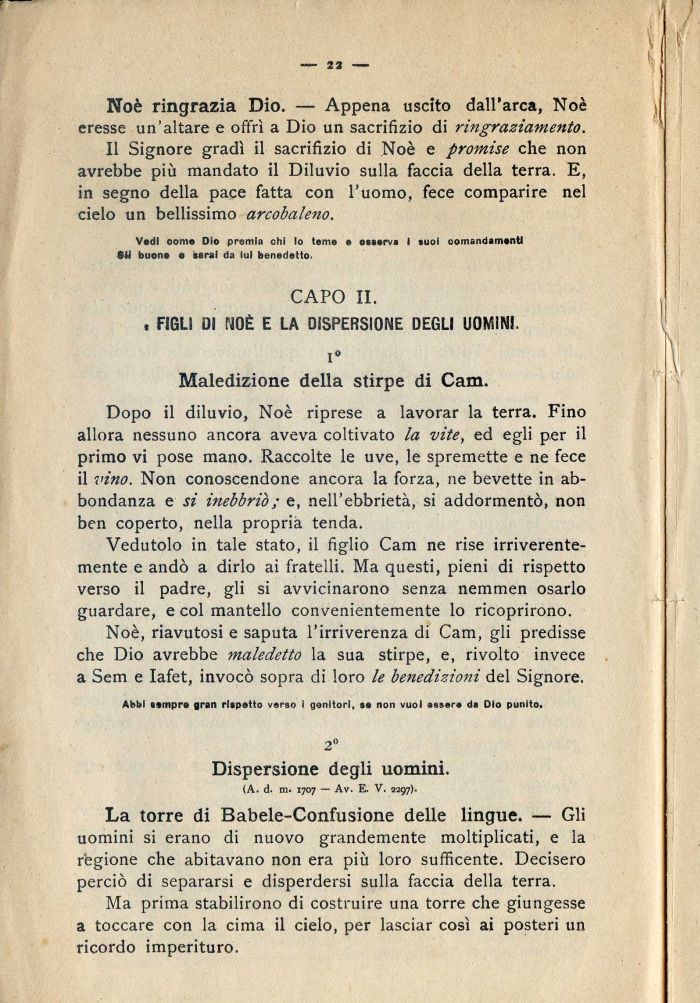 — 22 —
Noè ringrazia Dio. — Appena uscito dall'arca, Noè
eresse un'altare e offrì a Dio un sacrifizio di ringraziamento.
Il Signore gradì il sacrifizio di Noè e promise che non
avrebbe più mandato il Diluvio sulla faccia della terra. E,
in segno della pace fatta con l'uomo, fece comparire nel
cielo un bellissimo arcobaleno.
Vedi come Dio premia chi lo teme e osserva i suoi comandamenti
Sii buono e sarai da lui benedetto.
CAPO II.
I FIGLI DI NOÈ E LA DISPERSIONE DEGLI UOMINI.
1º
Maledizione della stirpe di Cam.
Dopo il diluvio, Noè riprese a lavorar la terra. Fino
allora nessuno ancora aveva coltivato la vite, ed egli per il
primo vi pose mano. Raccolte le uve, le spremette e ne fece
il vino. Non conoscendone ancora la forza, ne bevette in ab-
bondanza e si inebbriò; e, nell'ebbrietà, si addormentò, non
ben coperto, nella propria tenda.
Vedutolo in tale stato, il figlio Cam ne rise irriverente-
mente e andò a dirlo ai fratelli. Ma questi, pieni di rispetto
verso il padre, gli si avvicinarono senza nemmen osarlo
guardare, e col mantello convenientemente lo ricoprirono.
Noè, riavutosi e saputa l'irriverenza di Cam, gli predisse
che Dio avrebbe maledetto la sua stirpe, e, rivolto invece
a Sem e Iafet, invocò sopra di loro le benedizioni del Signore.
Abbi sempre gran rispetto verso i genitori, se non vuoi essere da Dio punito.
2º
Dispersione degli uomini.
(A. d. m. 1707 — Av. E. V. 2297).
La torre di Babele-Confusione delle lingue. — Gli
uomini si erano di nuovo grandemente moltiplicati, e la
règione che abitavano non era più loro sufficente. Decisero
perciò di separarsi e disperdersi sulla faccia della terra.
Ma prima stabilirono di costruire una torre che giungesse
a toccare con la cima il cielo, per lasciar così ai posteri un
ricordo imperituro.